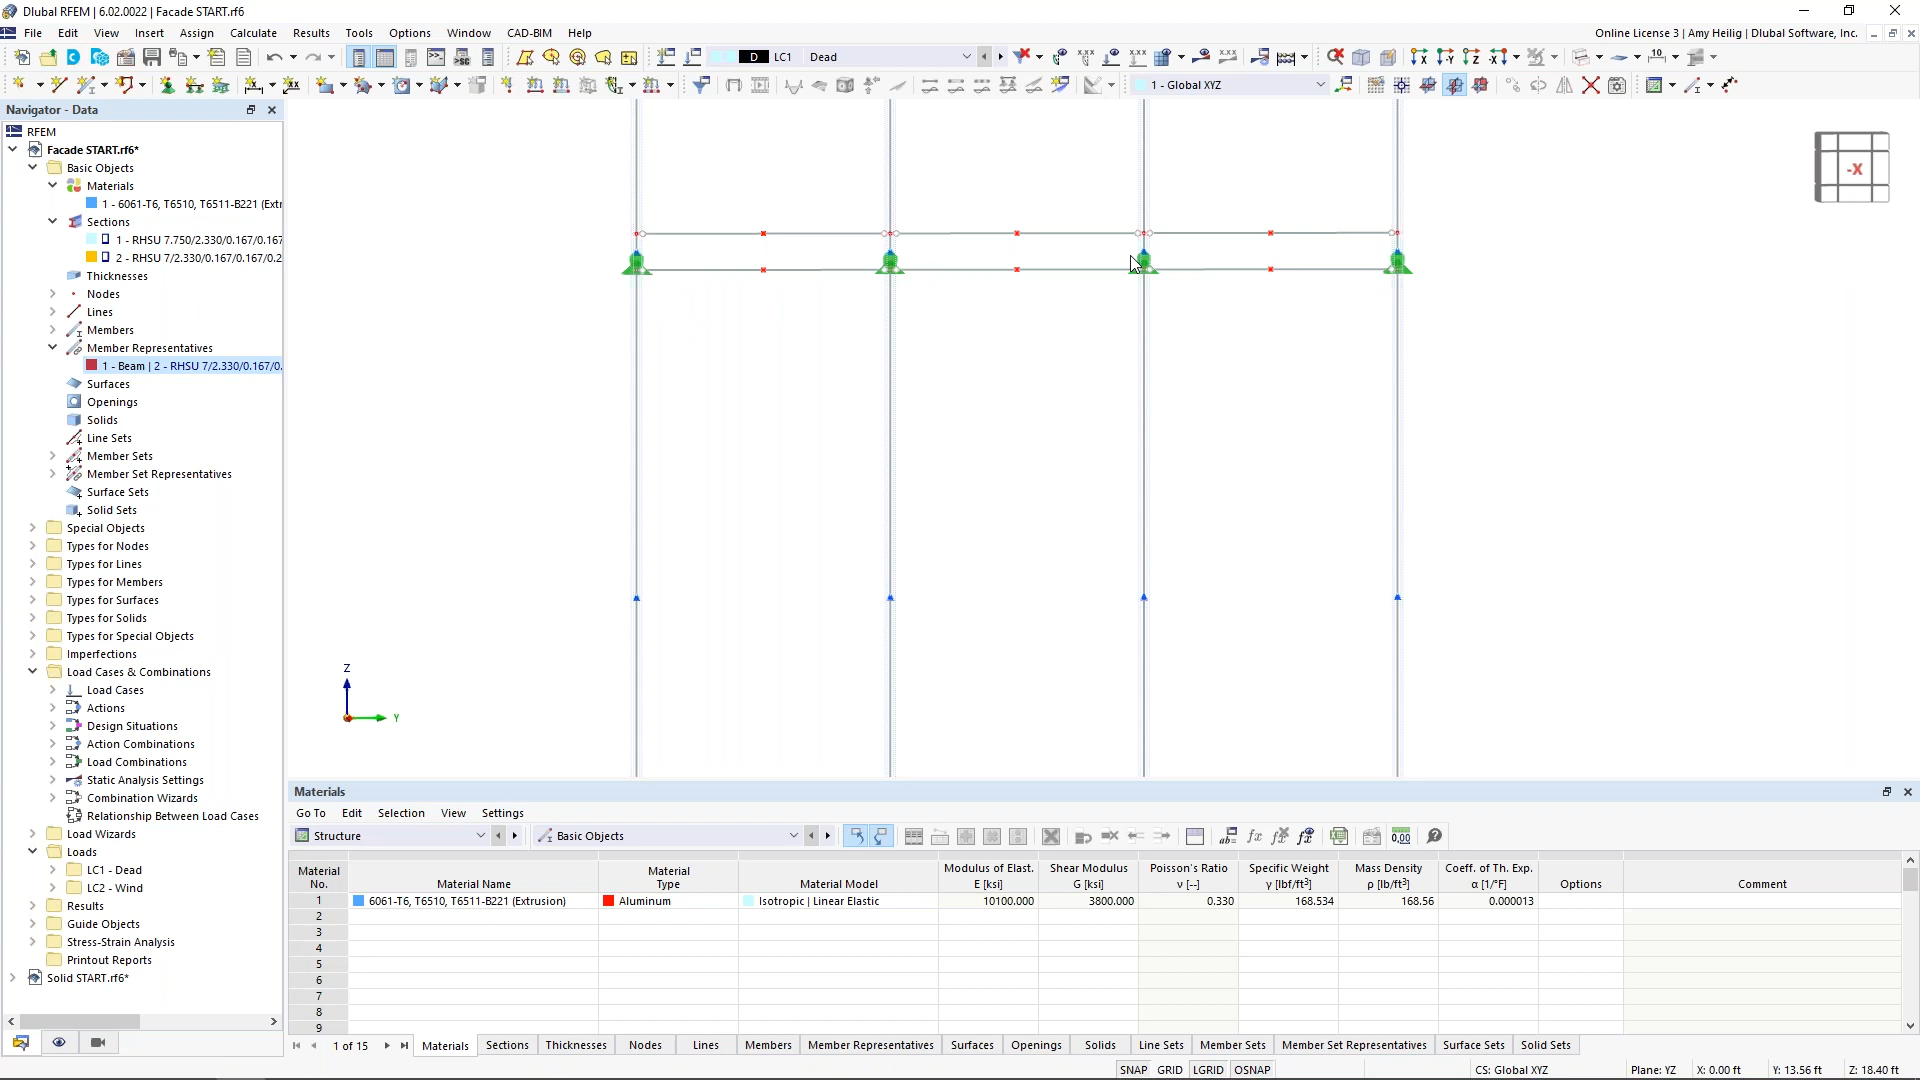 Dlubal RFEM | 6.02.0022 | Facade START.rf6*
File Edit View Insert Assign Calculate Results Tools Options Window CAD-BIM Help
Online License 3 | Amy Heilig | Dlubal Software, Inc.
D LC1 Dead
1 - Global XYZ
Navigator - Data
RFEM
Facade START.rf6*
Basic Objects
Materials
1 - 6061-T6, T6510, T6511-B221 (Extr
Sections
1 - RHSU 7.750/2.330/0.167/0.167
2 - RHSU 7/2.330/0.167/0.167/0.2
Thicknesses
Nodes
Lines
Members
Member Representatives
1 - Beam | 2 - RHSU 7/2.330/0.167/0.
Surfaces
Openings
Solids
Line Sets
Member Sets
Member Set Representatives
Surface Sets
Solid Sets
Special Objects
Types for Nodes
Types for Lines
Types for Members
Types for Surfaces
Types for Solids
Types for Special Objects
Imperfections
Load Cases & Combinations
Load Cases
Actions
Design Situations
Action Combinations
Load Combinations
Static Analysis Settings
Combination Wizards
Relationship Between Load Cases
Load Wizards
Loads
LC1 - Dead
LC2 - Wind
Results
Guide Objects
Stress-Strain Analysis
Printout Reports
Solid START.rf6*
-X
Z
Y
Materials
Go To Edit Selection View Settings
Structure
Basic Objects
Material No. Material Name Material Type Material Model Modulus of Elast. E [ksi] Shear Modulus G [ksi] Poisson's Ratio ν [--] Specific Weight γ [lbf/ft³] Mass Density ρ [lb/ft³] Coeff. of Th. Exp. α [1/°F] Options Comment
1 6061-T6, T6510, T6511-B221 (Extrusion) Aluminum Isotropic | Linear Elastic 10100.000 3800.000 0.330 168.534 168.56 0.000013
2
3
4
5
6
7
8
9
1 of 15 Materials Sections Thicknesses Nodes Lines Members Member Representatives Surfaces Openings Solids Line Sets Member Sets Member Set Representatives Surface Sets Solid Sets
SNAP GRID LGRID OSNAP CS: Global XYZ Plane: YZ X: 0.00 ft Y: 13.56 ft Z: 18.40 ft